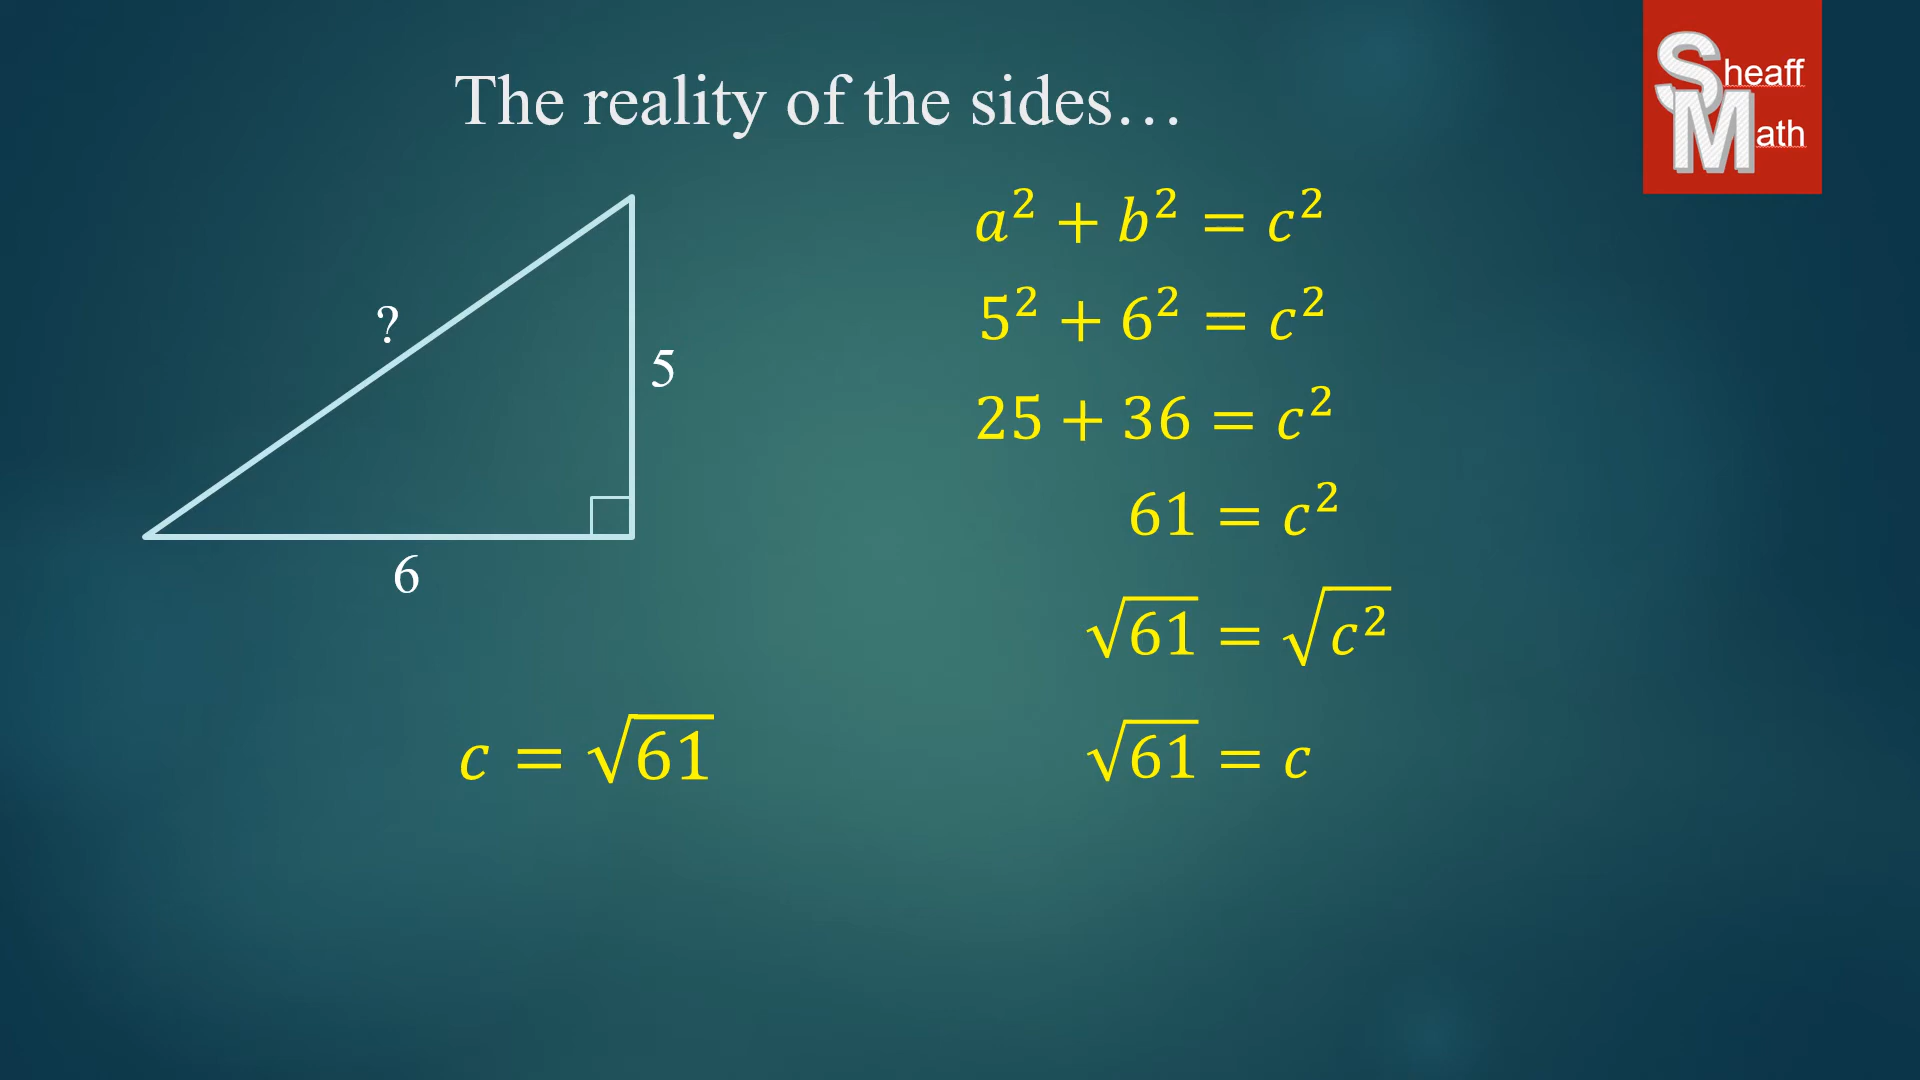 The reality of the sides…
Sheaff
Math
?
5
6
a² + b² = c²
5² + 6² = c²
25 + 36 = c²
61 = c²
√61 = √c²
√61 = c
c = √61